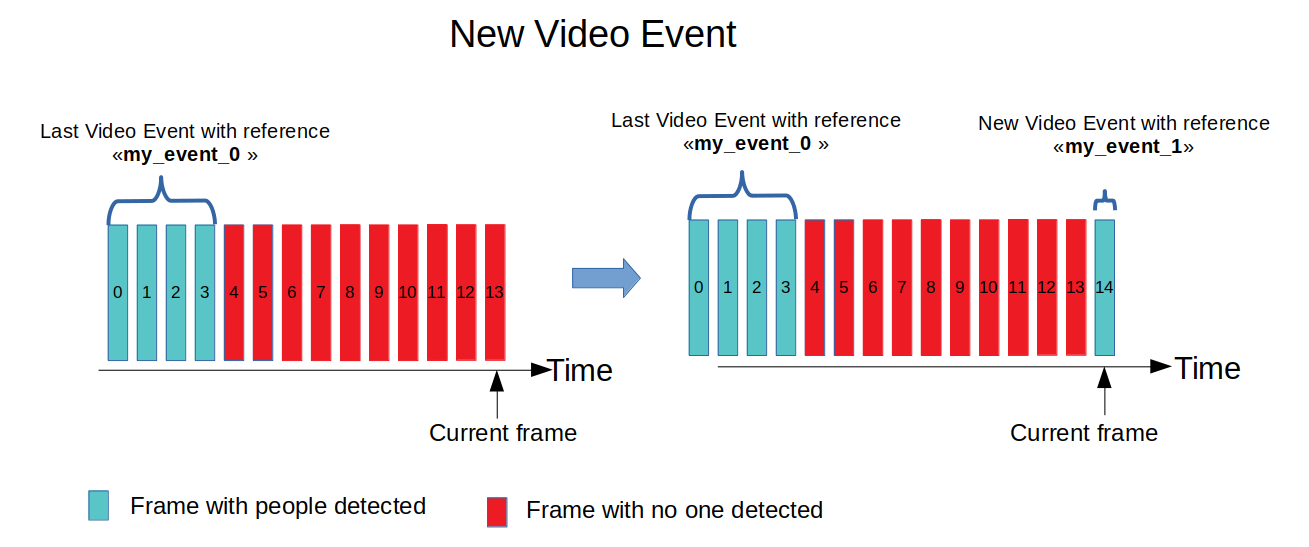 New Video Event
Last Video Event with reference
«my_event_0 »
0 1 2 3 4 5 6 7 8 9 10 11 12 13
Time
Current frame
Last Video Event with reference
«my_event_0 »
New Video Event with reference
«my_event_1»
0 1 2 3 4 5 6 7 8 9 10 11 12 13 14
Time
Current frame
Frame with people detected
Frame with no one detected